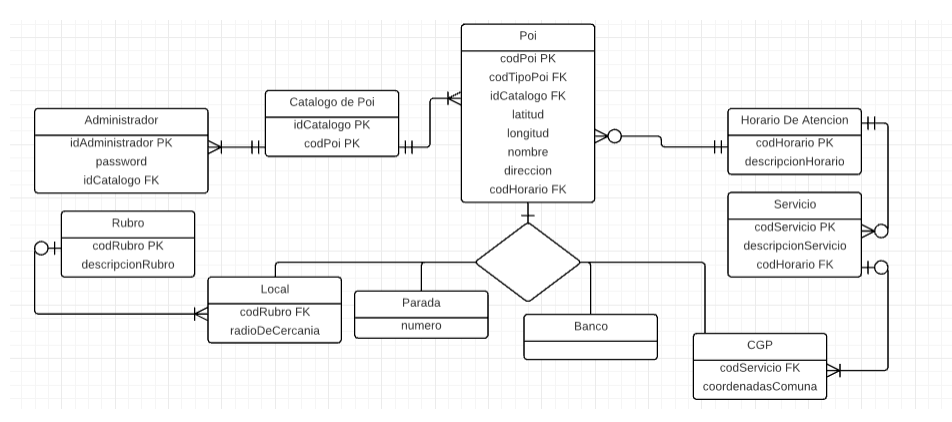 Poi
codPoi PK
codTipoPoi FK
idCatalogo FK
latitud
longitud
nombre
direccion
codHorario FK
Catalogo de Poi
idCatalogo PK
codPoi PK
Administrador
idAdministrador PK
password
idCatalogo FK
Horario De Atencion
codHorario PK
descripcionHorario
Servicio
codServicio PK
descripcionServicio
codHorario FK
Rubro
codRubro PK
descripcionRubro
Local
codRubro FK
radioDeCercania
Parada
numero
Banco
CGP
codServicio FK
coordenadasComuna